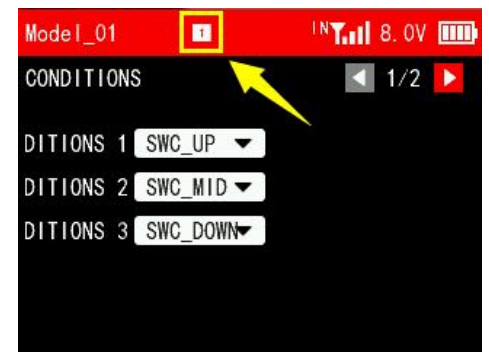 Model_01 1 IN 8.0V
CONDITIONS 1/2
DITIONS 1 SWC_UP
DITIONS 2 SWC_MID
DITIONS 3 SWC_DOWN